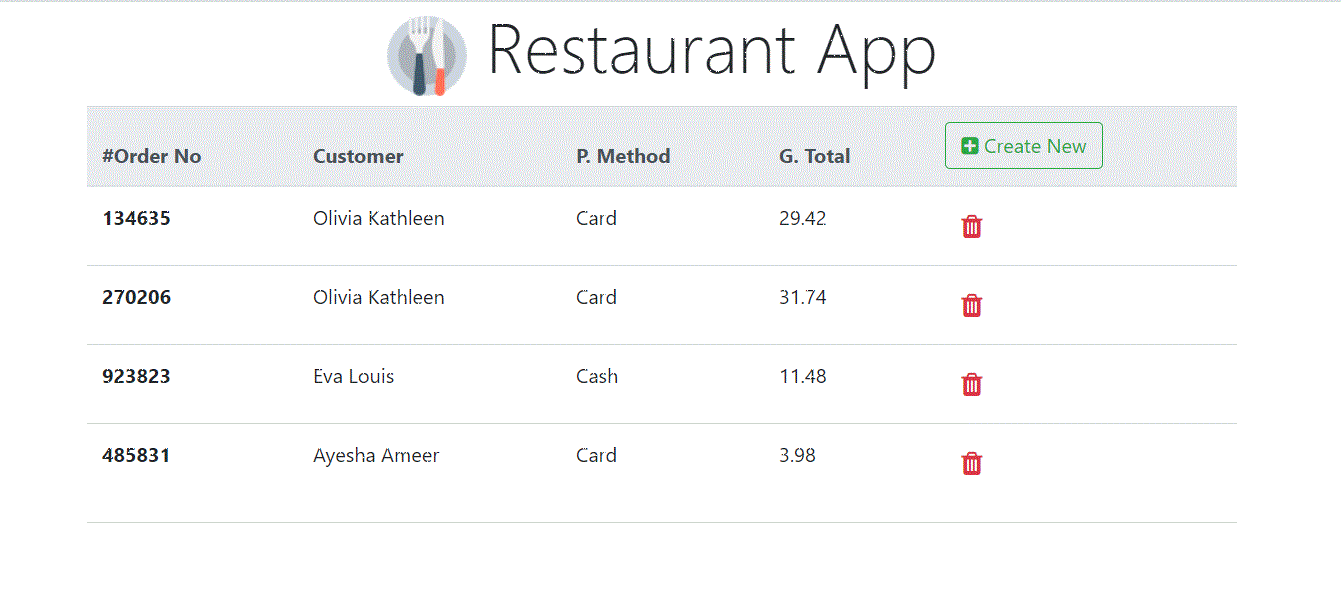 Restaurant App
#Order No Customer P. Method G. Total Create New
134635 Olivia Kathleen Card 29.42
270206 Olivia Kathleen Card 31.74
923823 Eva Louis Cash 11.48
485831 Ayesha Ameer Card 3.98